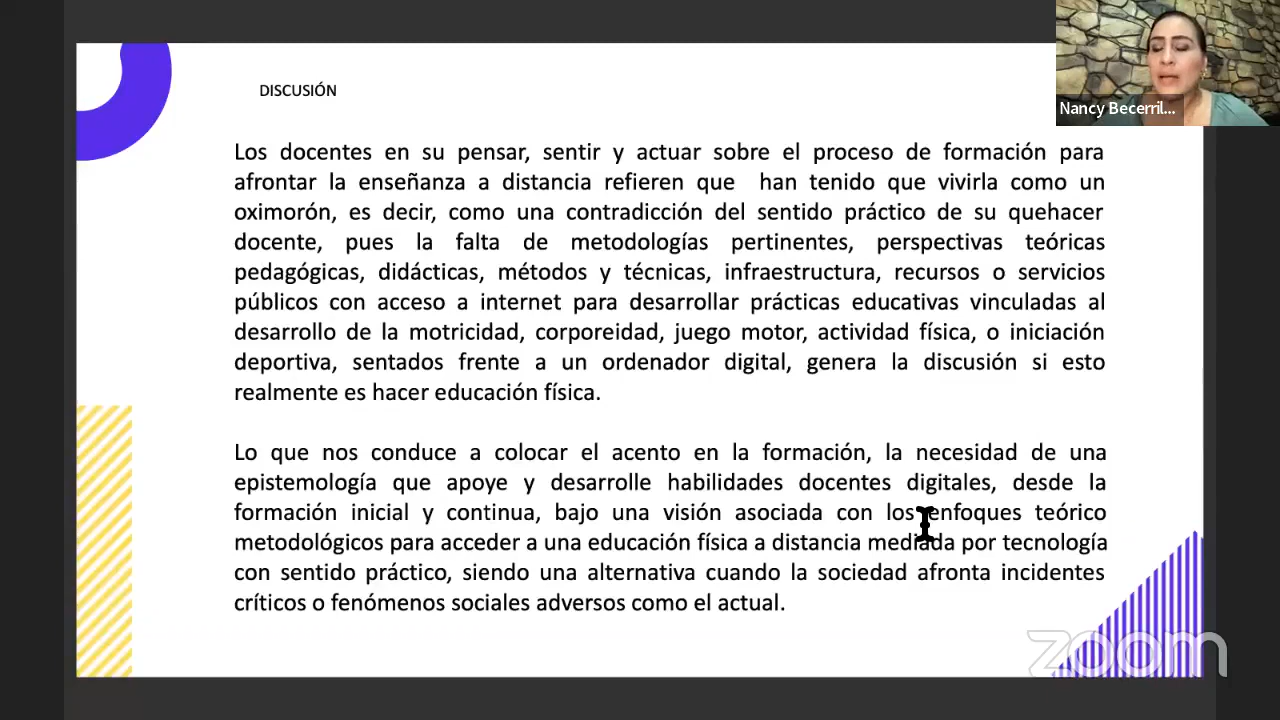 DISCUSIÓN
Nancy Becerril...
Los docentes en su pensar, sentir y actuar sobre el proceso de formación para
afrontar la enseñanza a distancia refieren que han tenido que vivirla como un
oximorón, es decir, como una contradicción del sentido práctico de su quehacer
docente, pues la falta de metodologías pertinentes, perspectivas teóricas
pedagógicas, didácticas, métodos y técnicas, infraestructura, recursos o servicios
públicos con acceso a internet para desarrollar prácticas educativas vinculadas al
desarrollo de la motricidad, corporeidad, juego motor, actividad física, o iniciación
deportiva, sentados frente a un ordenador digital, genera la discusión si esto
realmente es hacer educación física.
Lo que nos conduce a colocar el acento en la formación, la necesidad de una
epistemología que apoye y desarrolle habilidades docentes digitales, desde la
formación inicial y continua, bajo una visión asociada con los enfoques teórico
metodológicos para acceder a una educación física a distancia mediada por tecnología
con sentido práctico, siendo una alternativa cuando la sociedad afronta incidentes
críticos o fenómenos sociales adversos como el actual.
zoom